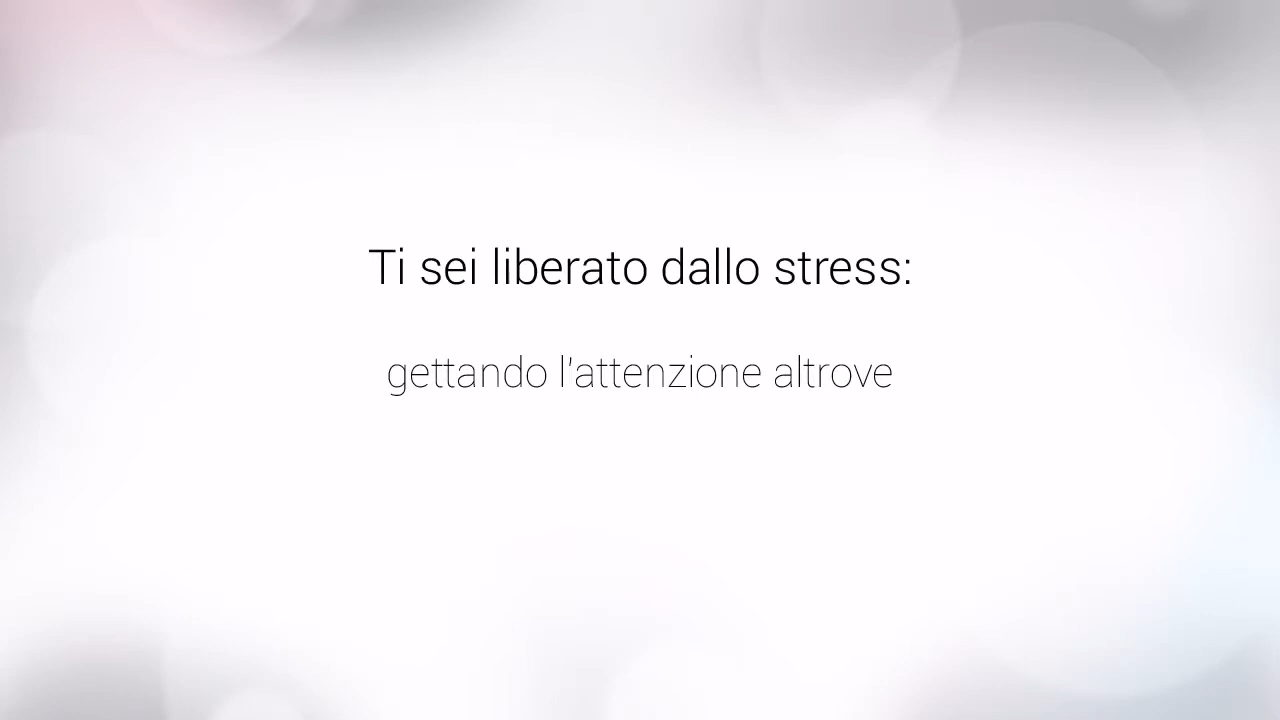 Ti sei liberato dallo stress:
gettando l'attenzione altrove